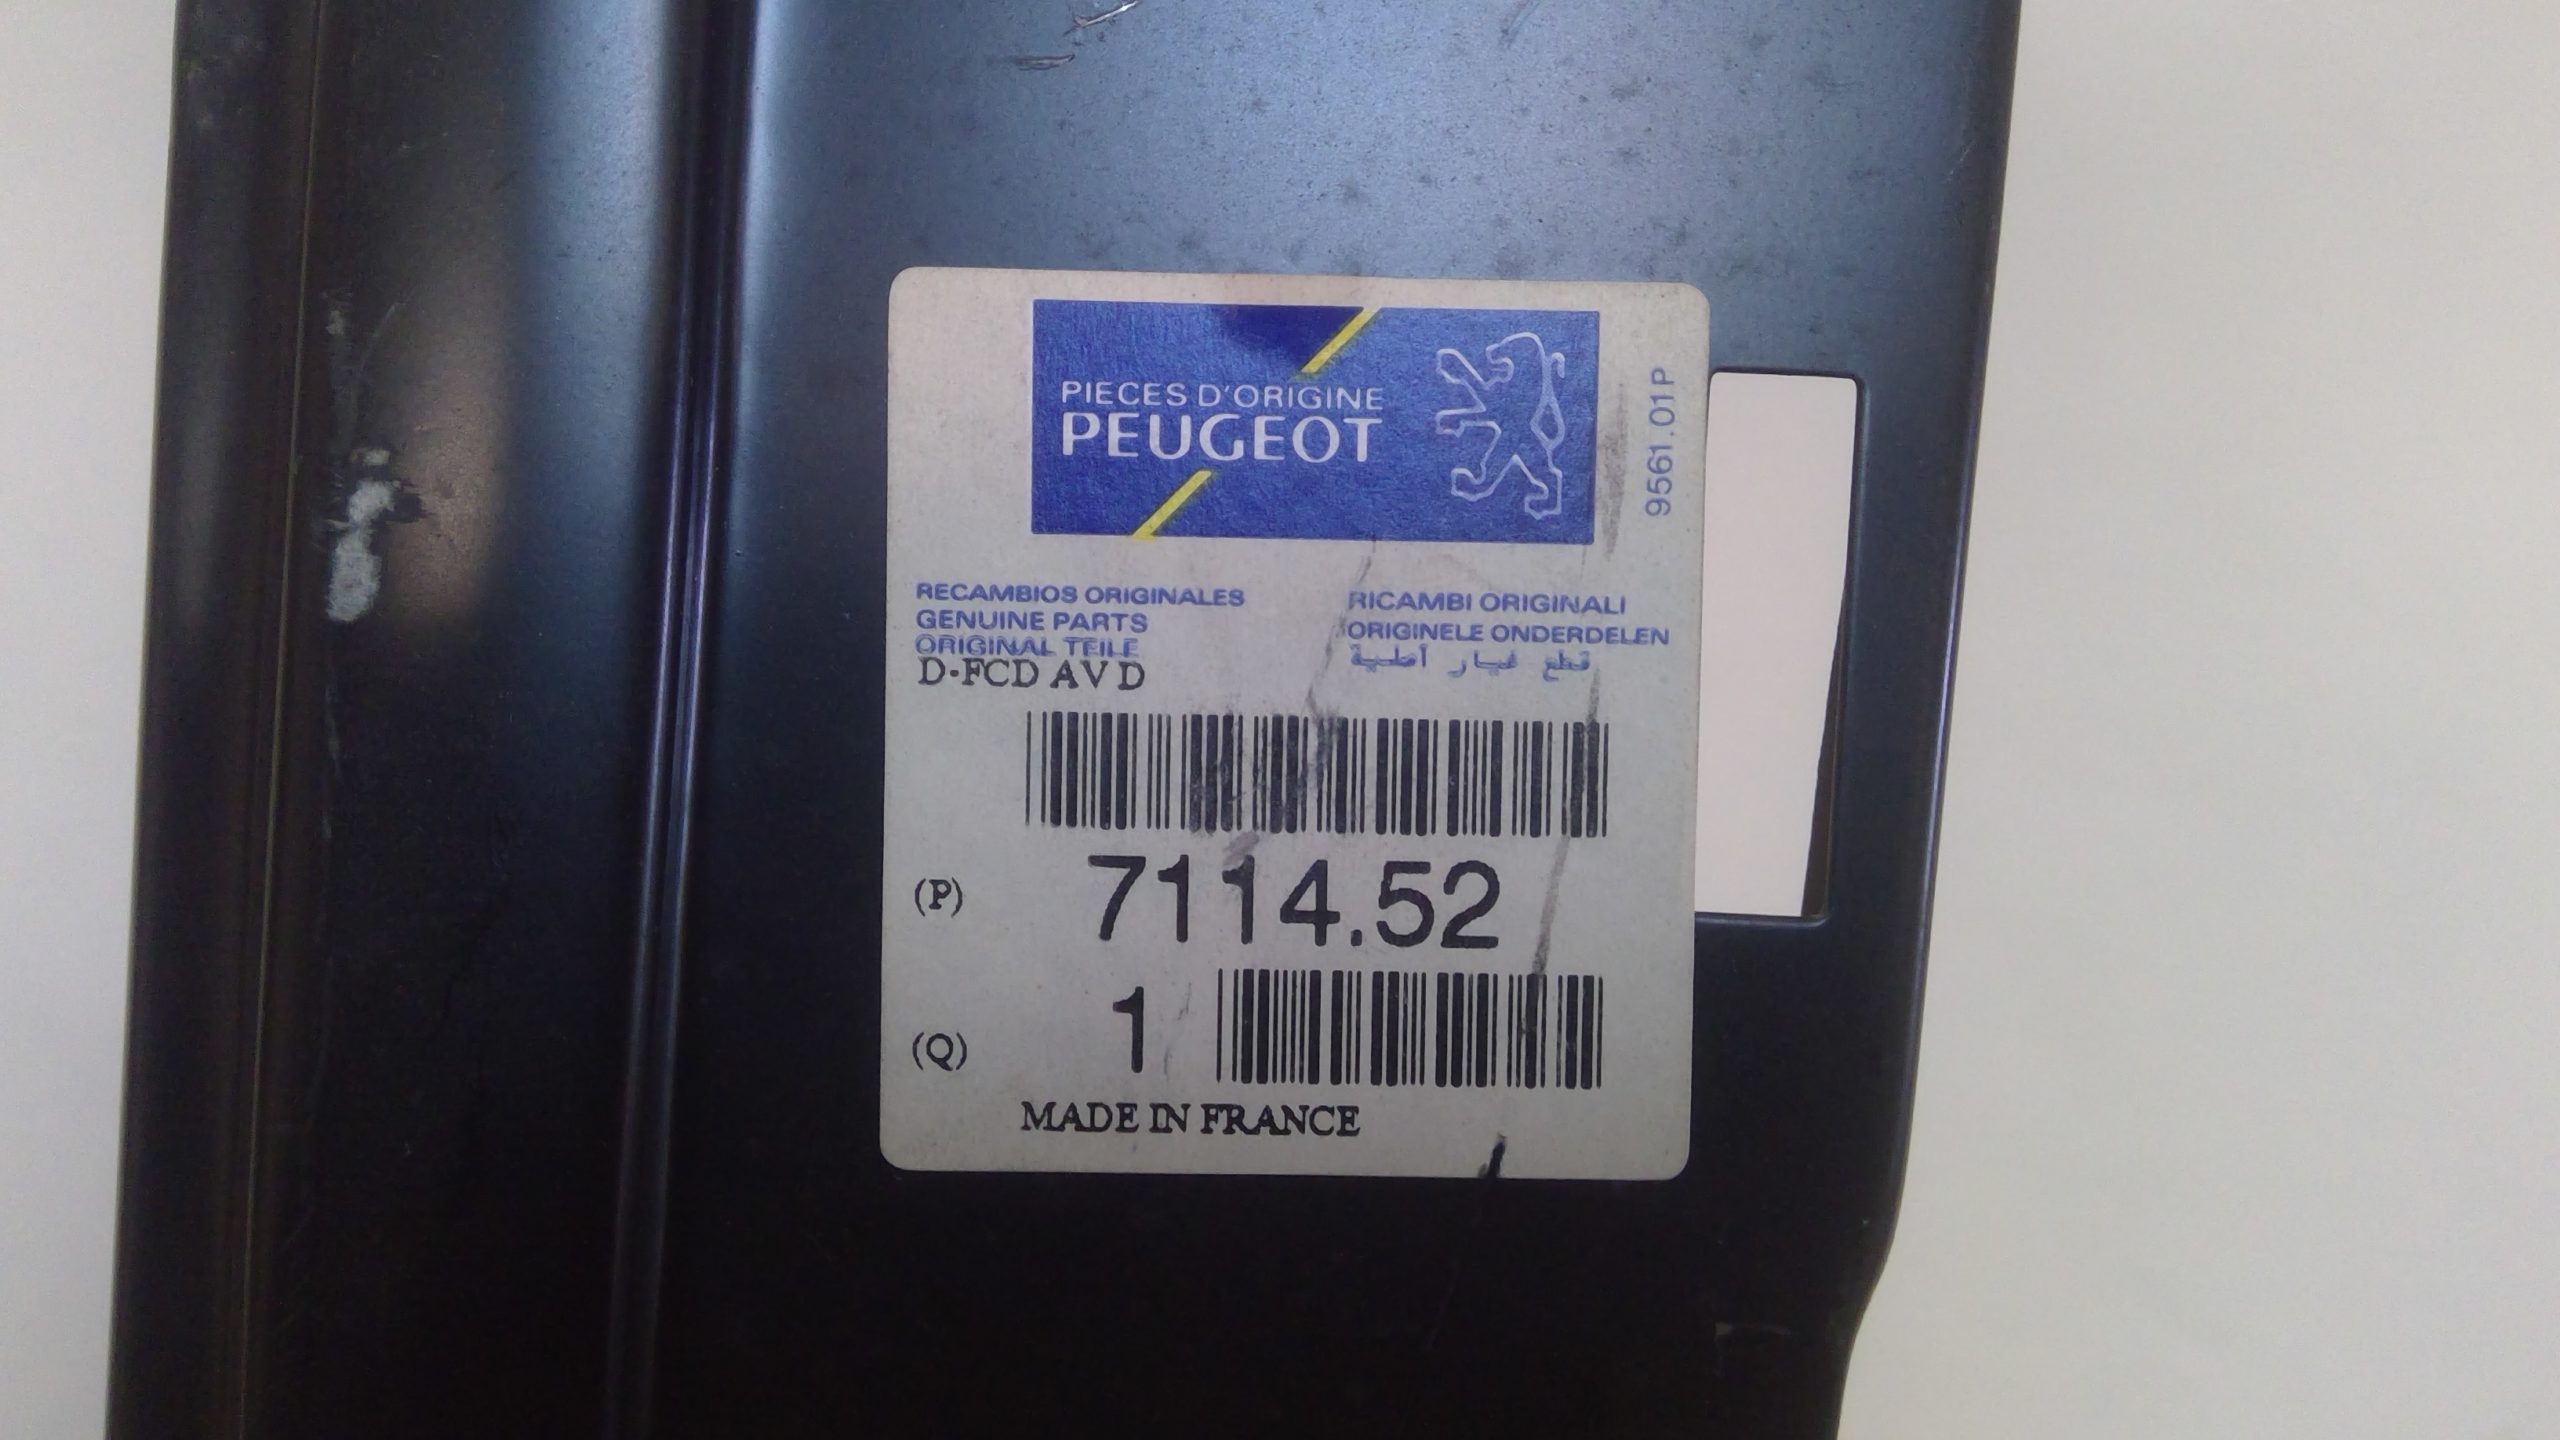 PIECES D'ORIGINE
PEUGEOT
9561.01P
RECAMBIOS ORIGINALES
GENUINE PARTS
ORIGINAL TEILE
RICAMBI ORIGINALI
ORIGINELE ONDERDELEN
قطع غيار أصلية
D-FCD AV D
(P) 7114.52
(Q) 1
MADE IN FRANCE